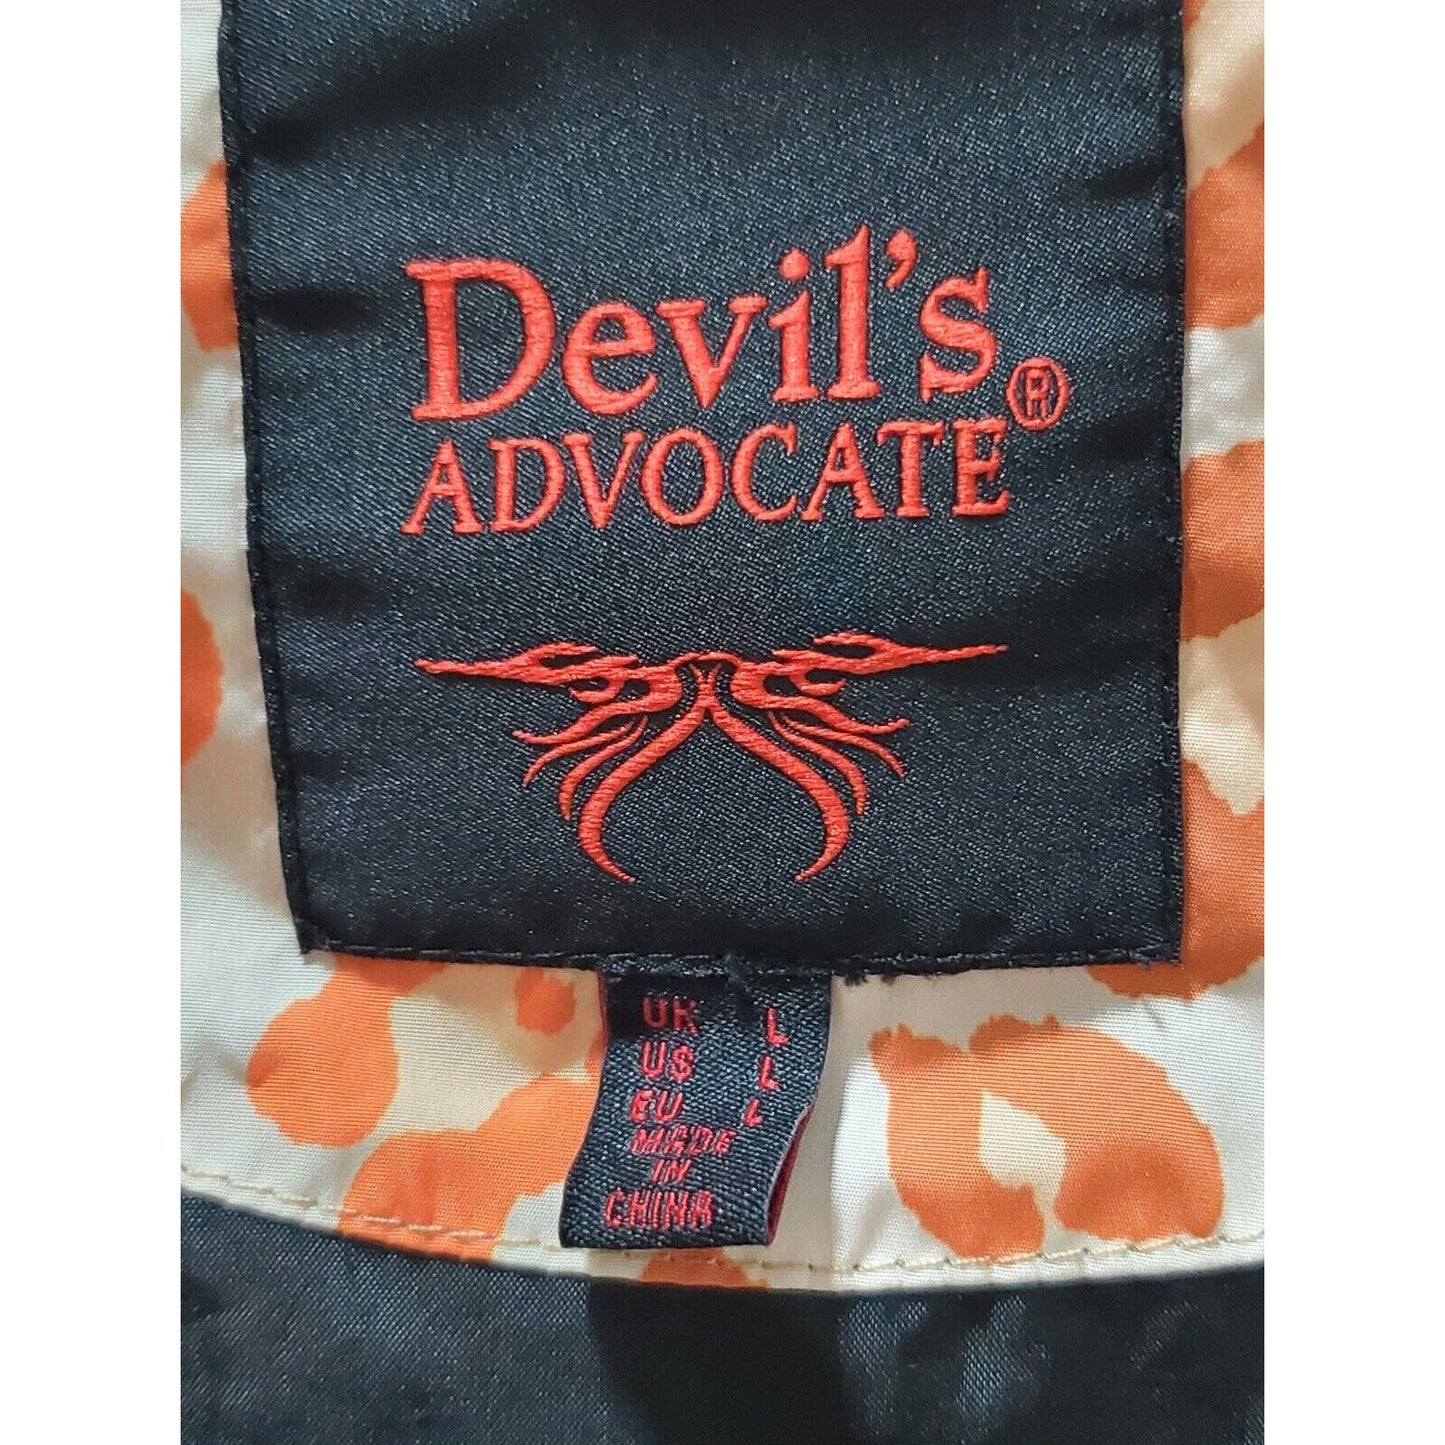 Devil's
ADVOCATE®
UK L
US L
EU L
MADE
IN
CHINA